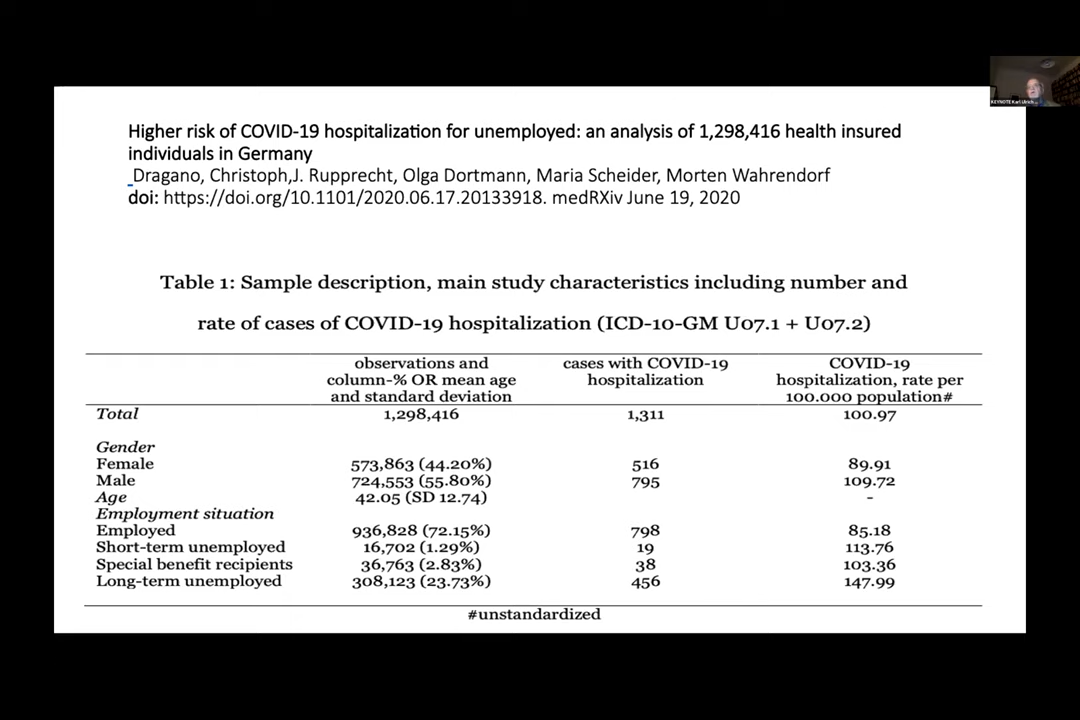 KEYNOTE Karl Ulrich ...
Higher risk of COVID-19 hospitalization for unemployed: an analysis of 1,298,416 health insured
individuals in Germany
Dragano, Christoph,J. Rupprecht, Olga Dortmann, Maria Scheider, Morten Wahrendorf
doi: https://doi.org/10.1101/2020.06.17.20133918. medRXiv June 19, 2020
Table 1: Sample description, main study characteristics including number and
rate of cases of COVID-19 hospitalization (ICD-10-GM U07.1 + U07.2)
observations and column-% OR mean age and standard deviation cases with COVID-19 hospitalization COVID-19 hospitalization, rate per 100.000 population#
Total 1,298,416 1,311 100.97
Gender
Female 573,863 (44.20%) 516 89.91
Male 724,553 (55.80%) 795 109.72
Age 42.05 (SD 12.74) -
Employment situation
Employed 936,828 (72.15%) 798 85.18
Short-term unemployed 16,702 (1.29%) 19 113.76
Special benefit recipients 36,763 (2.83%) 38 103.36
Long-term unemployed 308,123 (23.73%) 456 147.99
#unstandardized